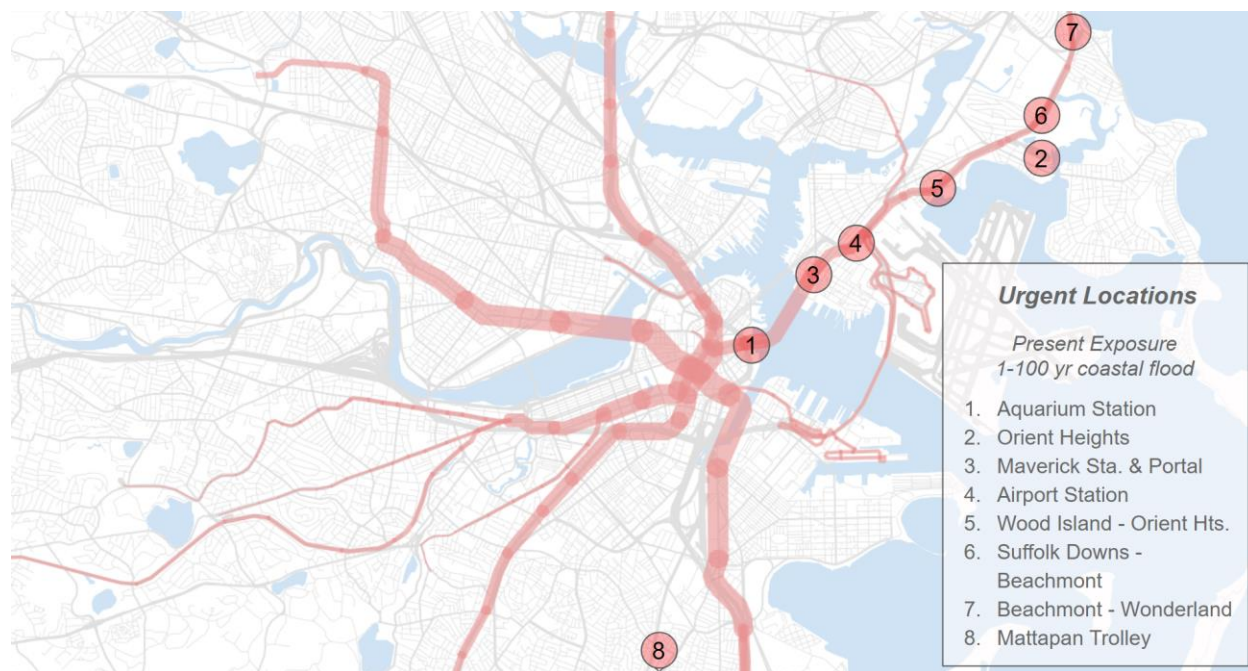 7
6
2
5
4
3
1
8
Urgent Locations
Present Exposure
1-100 yr coastal flood
1. Aquarium Station
2. Orient Heights
3. Maverick Sta. & Portal
4. Airport Station
5. Wood Island - Orient Hts.
6. Suffolk Downs -
Beachmont
7. Beachmont - Wonderland
8. Mattapan Trolley